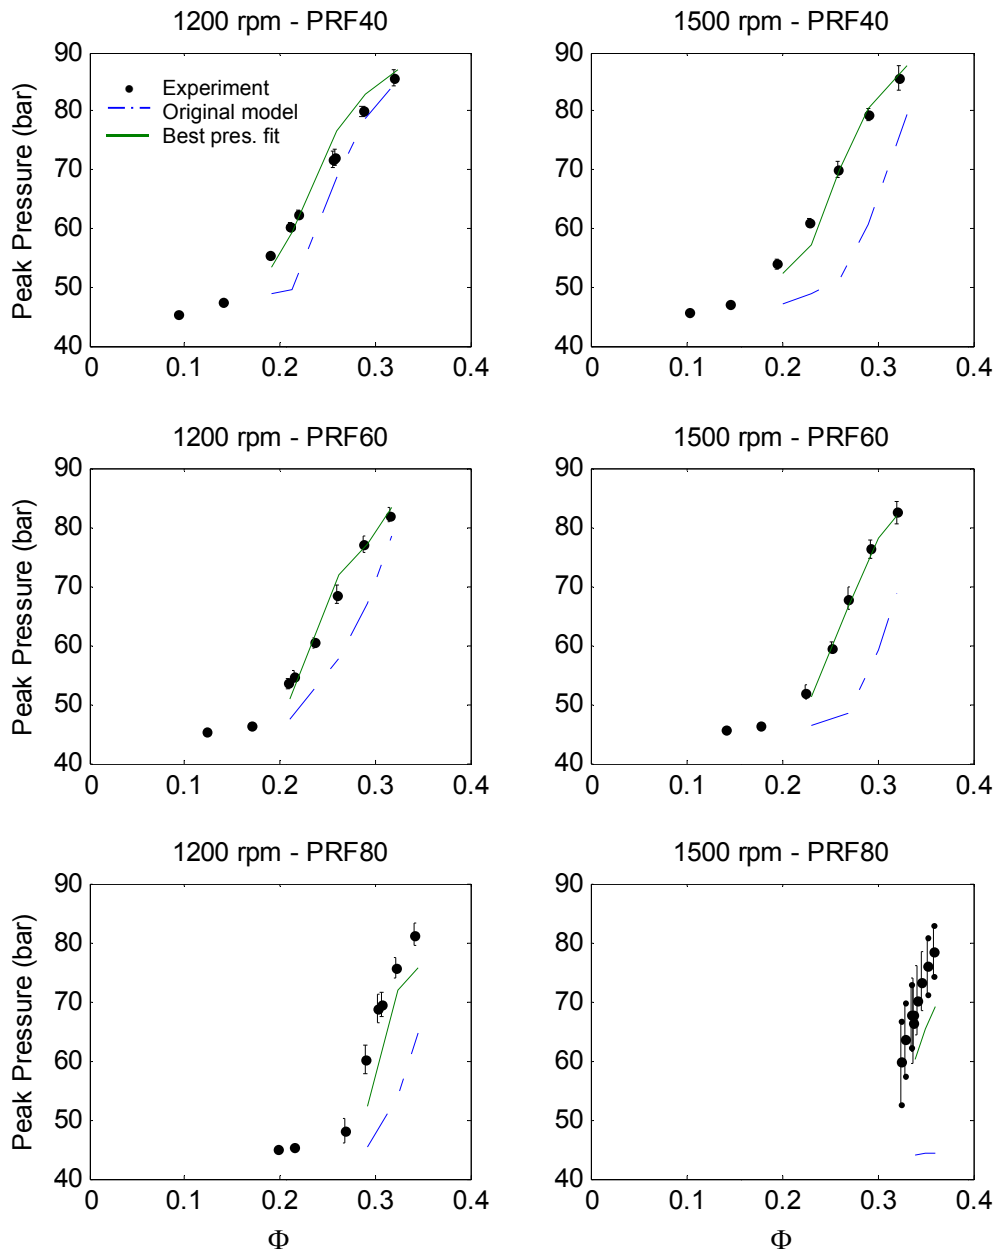 1200 rpm - PRF40
1500 rpm - PRF40
Peak Pressure (bar)
90
80
70
60
50
40
Experiment
Original model
Best pres. fit
0 0.1 0.2 0.3 0.4
90
80
70
60
50
40
0 0.1 0.2 0.3 0.4
1200 rpm - PRF60
1500 rpm - PRF60
Peak Pressure (bar)
90
80
70
60
50
40
0 0.1 0.2 0.3 0.4
90
80
70
60
50
40
0 0.1 0.2 0.3 0.4
1200 rpm - PRF80
1500 rpm - PRF80
Peak Pressure (bar)
90
80
70
60
50
40
0 0.1 0.2 0.3 0.4
Φ
90
80
70
60
50
40
0 0.1 0.2 0.3 0.4
Φ